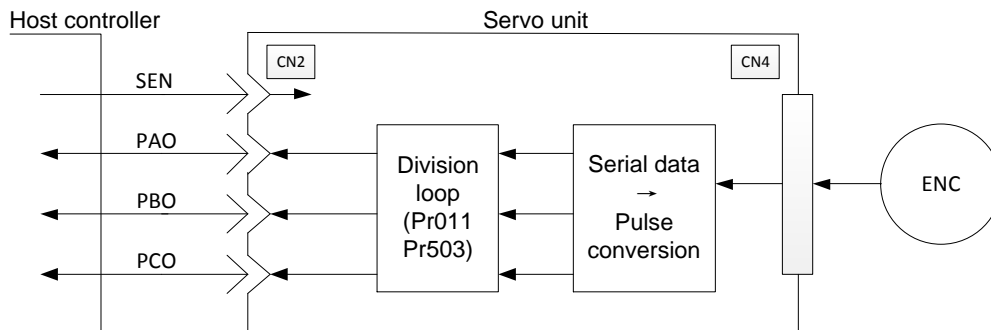 Host controller
Servo unit
CN2
CN4
SEN
PAO
PBO
PCO
Division
loop
(Pr011
Pr503)
Serial data
→
Pulse
conversion
ENC